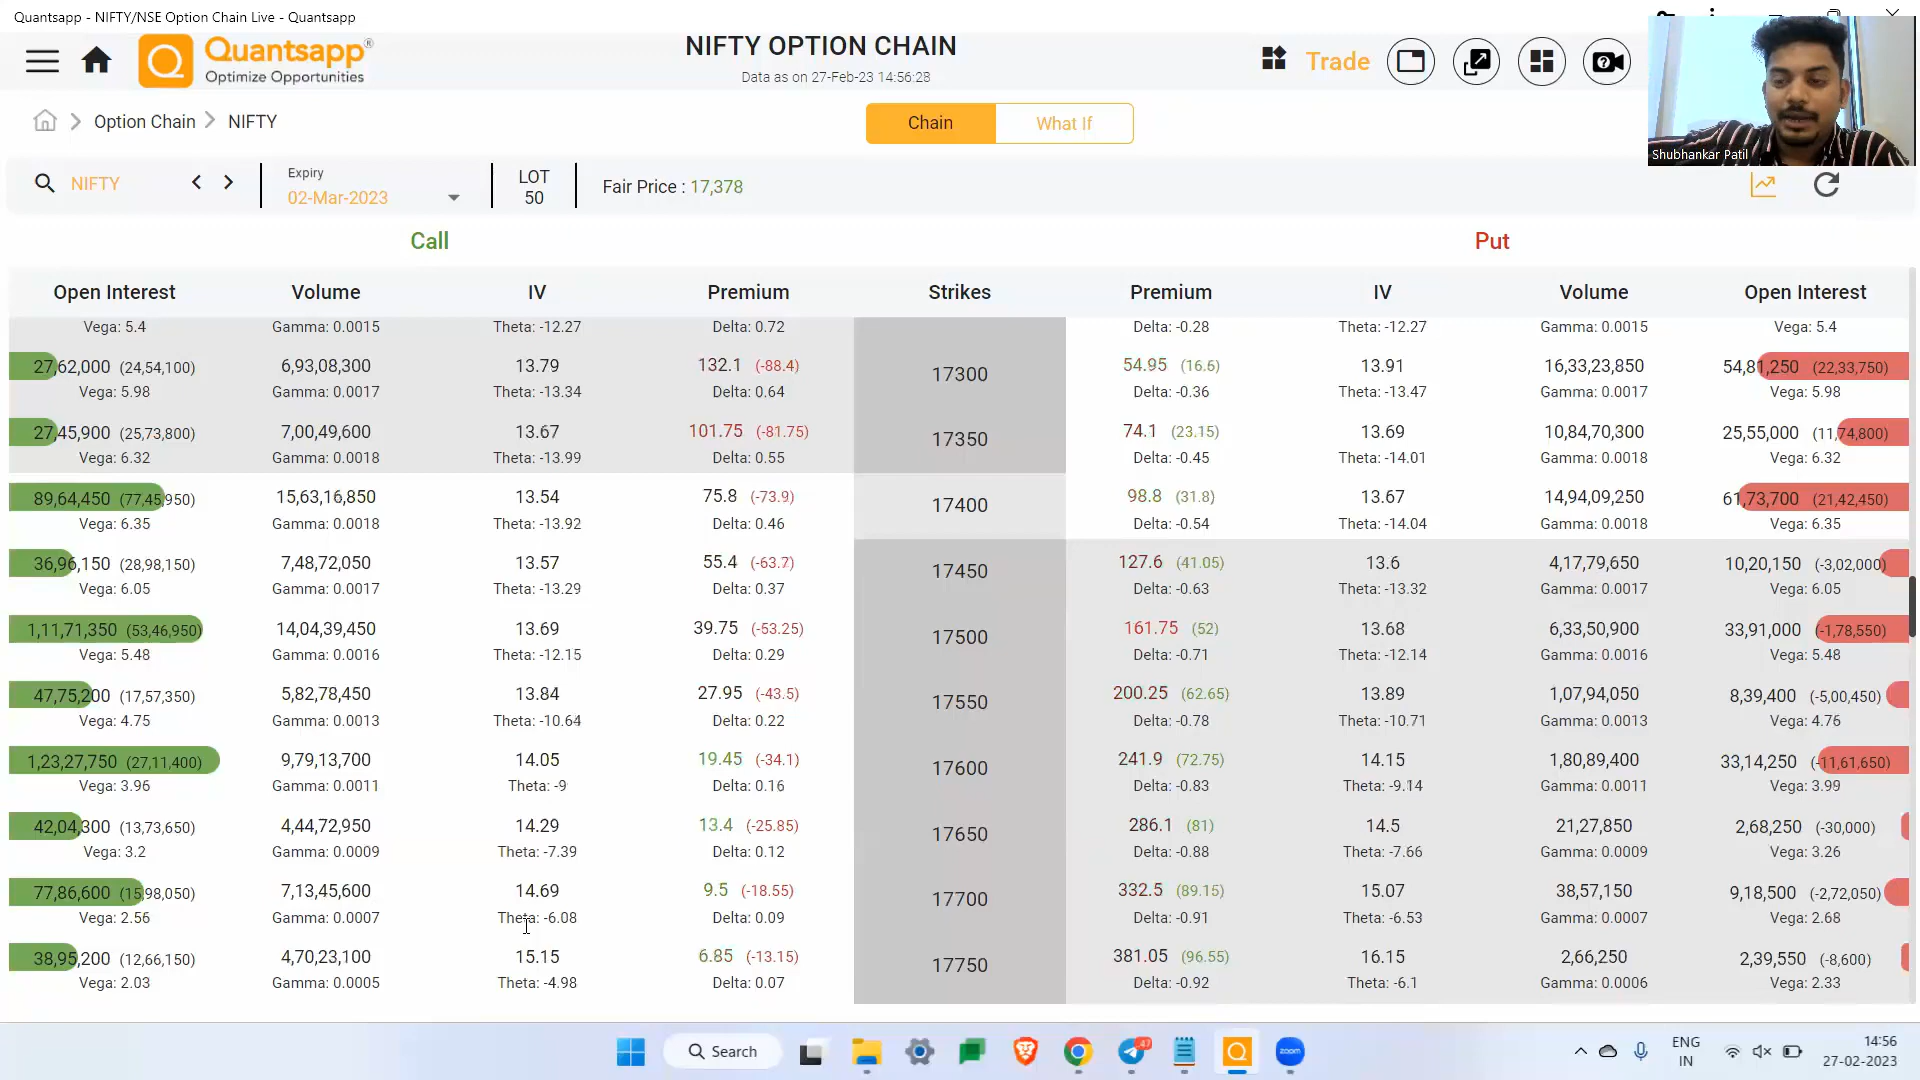 Quantsapp - NIFTY/NSE Option Chain Live - Quantsapp
Quantsapp®
Optimize Opportunities
NIFTY OPTION CHAIN
Data as on 27-Feb-23 14:56:28
Trade
Shubhankar Patil
Option Chain NIFTY
Chain What If
NIFTY
Expiry
02-Mar-2023
LOT
50
Fair Price : 17,378
Call Put
Open Interest Volume IV Premium Strikes Premium IV Volume Open Interest
Vega: 5.4 Gamma: 0.0015 Theta: -12.27 Delta: 0.72 Delta: -0.28 Theta: -12.27 Gamma: 0.0015 Vega: 5.4
27,62,000 (24,54,100) 6,93,08,300 13.79 132.1 (-88.4) 17300 54.95 (16.6) 13.91 16,33,23,850 54,81,250 (22,33,750)
Vega: 5.98 Gamma: 0.0017 Theta: -13.34 Delta: 0.64 Delta: -0.36 Theta: -13.47 Gamma: 0.0017 Vega: 5.98
27,45,900 (25,73,800) 7,00,49,600 13.67 101.75 (-81.75) 17350 74.1 (23.15) 13.69 10,84,70,300 25,55,000 (11,74,800)
Vega: 6.32 Gamma: 0.0018 Theta: -13.99 Delta: 0.55 Delta: -0.45 Theta: -14.01 Gamma: 0.0018 Vega: 6.32
89,64,450 (77,45,950) 15,63,16,850 13.54 75.8 (-73.9) 17400 98.8 (31.8) 13.67 14,94,09,250 61,73,700 (21,42,450)
Vega: 6.35 Gamma: 0.0018 Theta: -13.92 Delta: 0.46 Delta: -0.54 Theta: -14.04 Gamma: 0.0018 Vega: 6.35
36,96,150 (28,98,150) 7,48,72,050 13.57 55.4 (-63.7) 17450 127.6 (41.05) 13.6 4,17,79,650 10,20,150 (-3,02,000)
Vega: 6.05 Gamma: 0.0017 Theta: -13.29 Delta: 0.37 Delta: -0.63 Theta: -13.32 Gamma: 0.0017 Vega: 6.05
1,11,71,350 (53,46,950) 14,04,39,450 13.69 39.75 (-53.25) 17500 161.75 (52) 13.68 6,33,50,900 33,91,000 (-1,78,550)
Vega: 5.48 Gamma: 0.0016 Theta: -12.15 Delta: 0.29 Delta: -0.71 Theta: -12.14 Gamma: 0.0016 Vega: 5.48
47,75,200 (17,57,350) 5,82,78,450 13.84 27.95 (-43.5) 17550 200.25 (62.65) 13.89 1,07,94,050 8,39,400 (-5,00,450)
Vega: 4.75 Gamma: 0.0013 Theta: -10.64 Delta: 0.22 Delta: -0.78 Theta: -10.71 Gamma: 0.0013 Vega: 4.76
1,23,27,750 (27,11,400) 9,79,13,700 14.05 19.45 (-34.1) 17600 241.9 (72.75) 14.15 1,80,89,400 33,14,250 (-11,61,650)
Vega: 3.96 Gamma: 0.0011 Theta: -9 Delta: 0.16 Delta: -0.83 Theta: -9.14 Gamma: 0.0011 Vega: 3.99
42,04,300 (13,73,650) 4,44,72,950 14.29 13.4 (-25.85) 17650 286.1 (81) 14.5 21,27,850 2,68,250 (-30,000)
Vega: 3.2 Gamma: 0.0009 Theta: -7.39 Delta: 0.12 Delta: -0.88 Theta: -7.66 Gamma: 0.0009 Vega: 3.26
77,86,600 (15,98,050) 7,13,45,600 14.69 9.5 (-18.55) 17700 332.5 (89.15) 15.07 38,57,150 9,18,500 (-2,72,050)
Vega: 2.56 Gamma: 0.0007 Theta: -6.08 Delta: 0.09 Delta: -0.91 Theta: -6.53 Gamma: 0.0007 Vega: 2.68
38,95,200 (12,66,150) 4,70,23,100 15.15 6.85 (-13.15) 17750 381.05 (96.55) 16.15 2,66,250 2,39,550 (-8,600)
Vega: 2.03 Gamma: 0.0005 Theta: -4.98 Delta: 0.07 Delta: -0.92 Theta: -6.1 Gamma: 0.0006 Vega: 2.33
Search
zoom
ENG
IN
14:56
27-02-2023